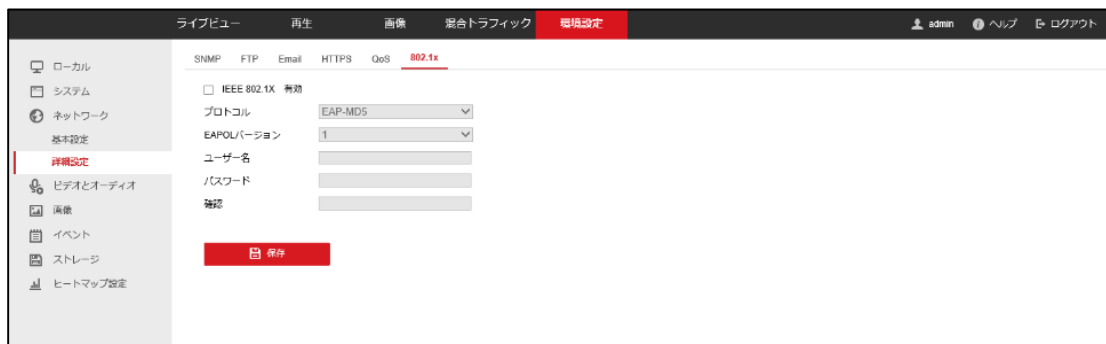 ライブビュー 再生 画像 混合トラフィック 環境設定 admin ヘルプ ログアウト
ローカル
システム
ネットワーク
基本設定
詳細設定
ビデオとオーディオ
画像
イベント
ストレージ
ヒートマップ設定
SNMP FTP Email HTTPS QoS 802.1x
IEEE 802.1X 有効
プロトコル EAP-MD5
EAPOLバージョン 1
ユーザー名
パスワード
確認
保存